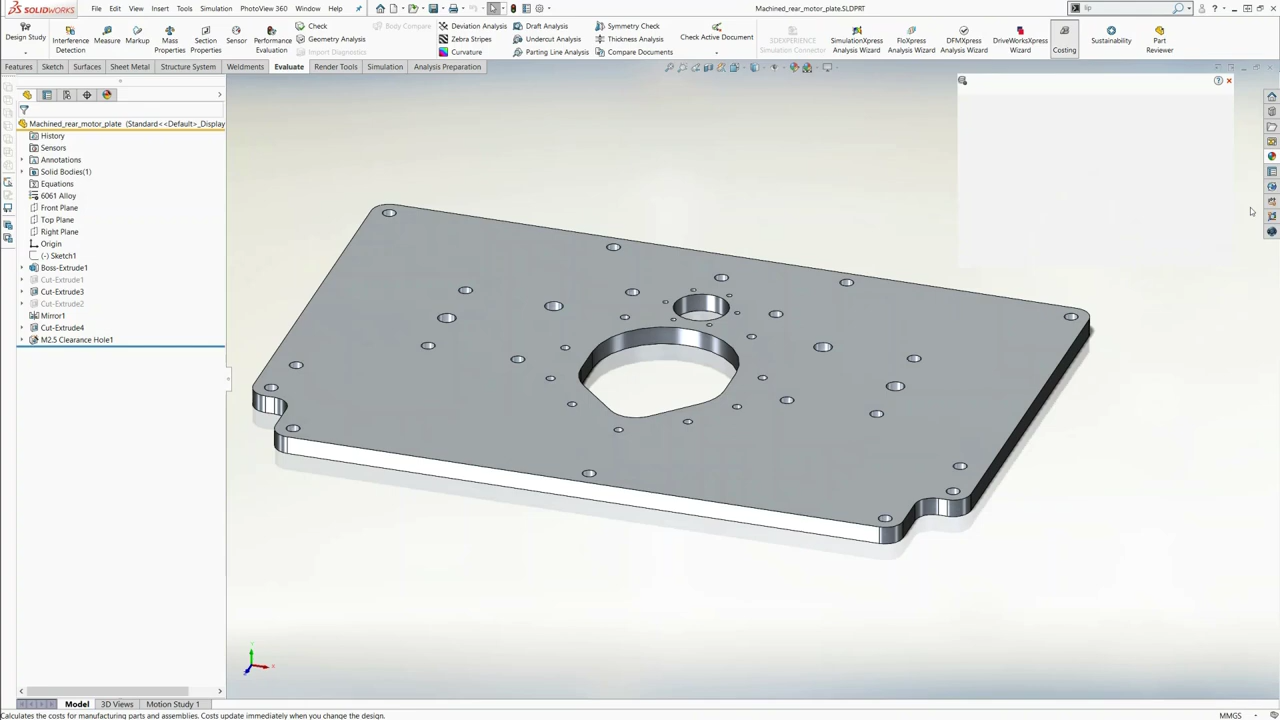 SOLIDWORKS File Edit View Insert Tools Simulation PhotoView 360 Window Help Machined_rear_motor_plate.SLDPRT lip
Design Study Interference Detection Measure Markup Mass Properties Section Properties Sensor Performance Evaluation Check Geometry Analysis Import Diagnostics Body Compare Deviation Analysis Zebra Stripes Curvature Draft Analysis Undercut Analysis Parting Line Analysis Symmetry Check Thickness Analysis Compare Documents Check Active Document 3DEXPERIENCE Simulation Connector SimulationXpress Analysis Wizard FloXpress Analysis Wizard DFMXpress Analysis Wizard DriveWorksXpress Wizard Costing Sustainability Part Reviewer
Features Sketch Surfaces Sheet Metal Structure System Weldments Evaluate Render Tools Simulation Analysis Preparation
Machined_rear_motor_plate (Standard<<Default>_Display
History
Sensors
Annotations
Solid Bodies(1)
Equations
6061 Alloy
Front Plane
Top Plane
Right Plane
Origin
(-) Sketch1
Boss-Extrude1
Cut-Extrude1
Cut-Extrude3
Cut-Extrude2
Mirror1
Cut-Extrude4
M2.5 Clearance Hole1
Model 3D Views Motion Study 1
Calculates the costs for manufacturing parts and assemblies. Costs update immediately when you change the design. MMGS